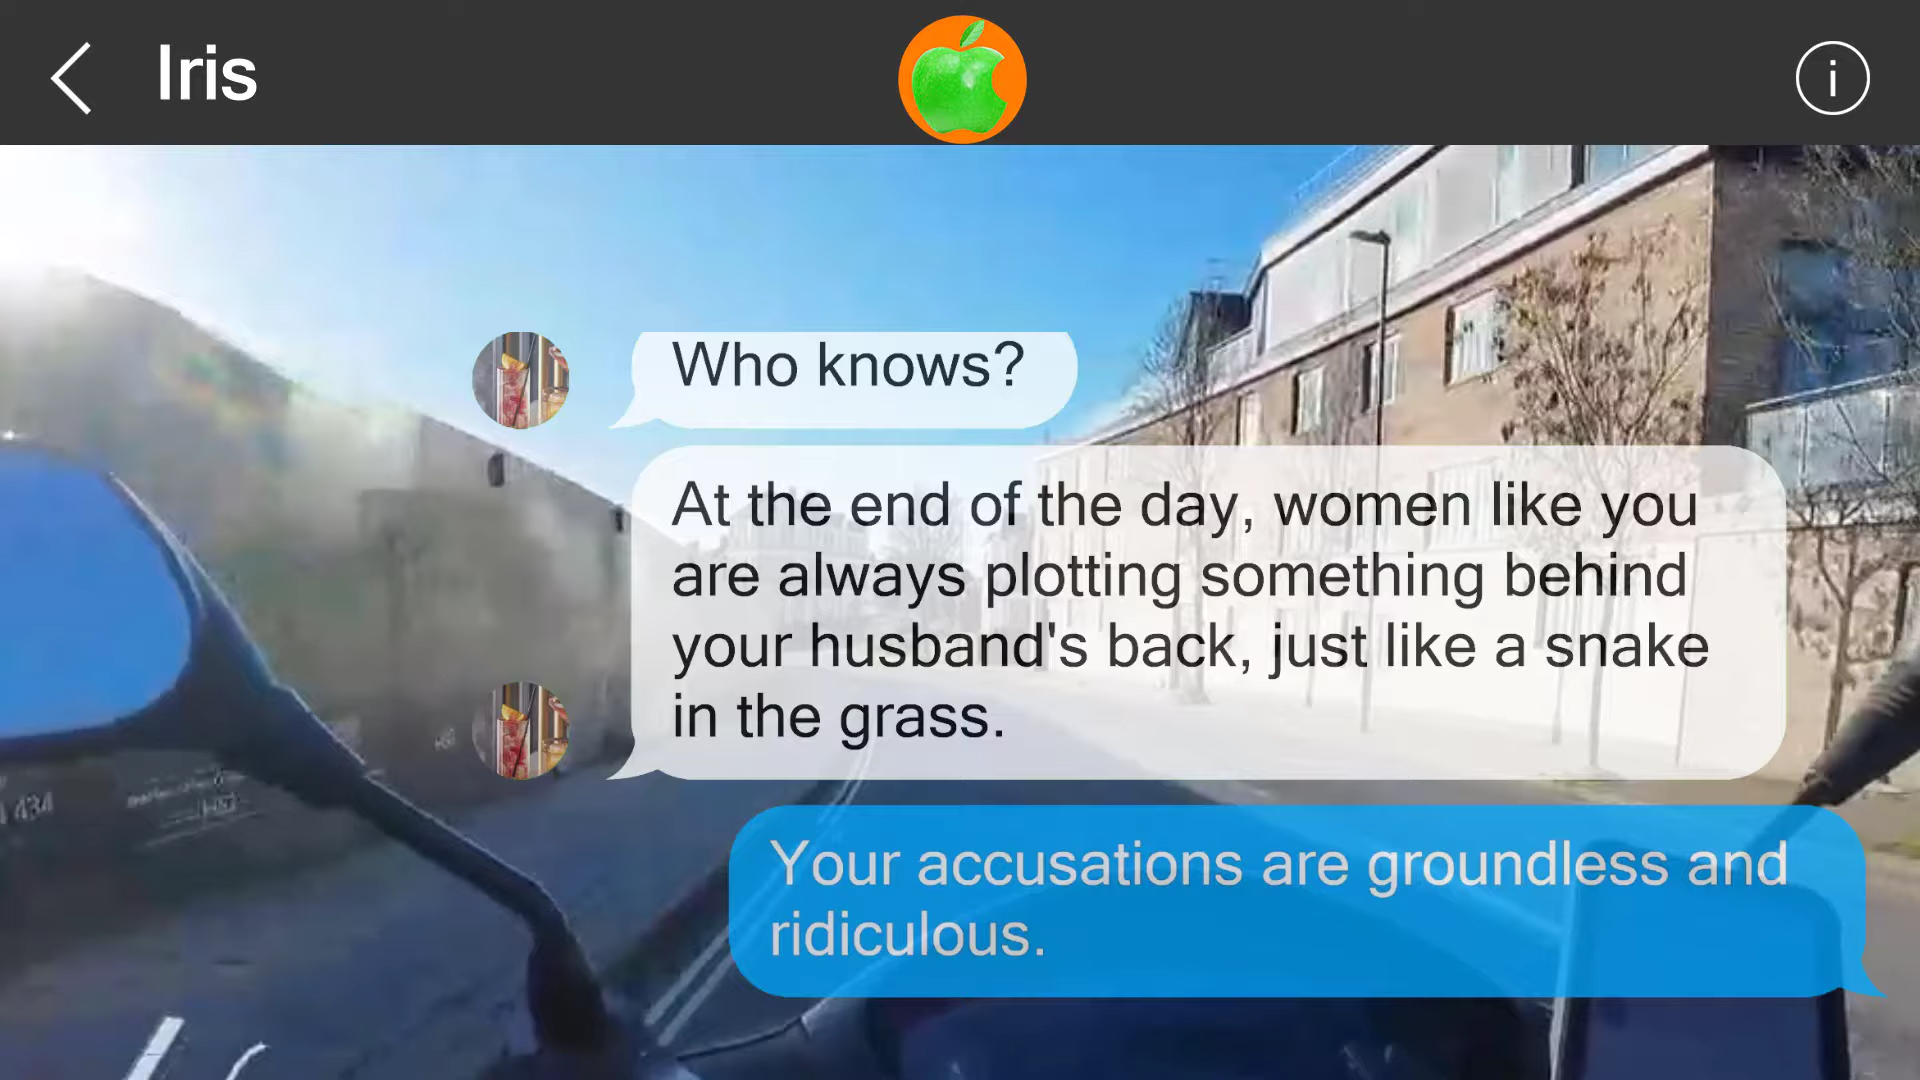 Iris
i
Who knows?
At the end of the day, women like you
are always plotting something behind
your husband's back, just like a snake
in the grass.
Your accusations are groundless and
ridiculous.
434